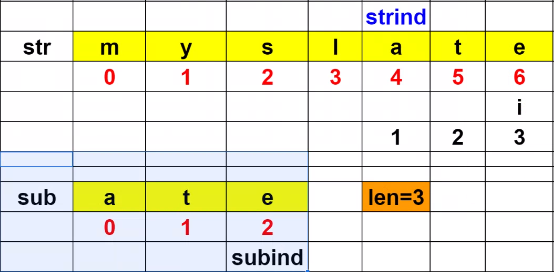 strind
str m y s l a t e
0 1 2 3 4 5 6
i
1 2 3
sub a t e len=3
0 1 2
subind